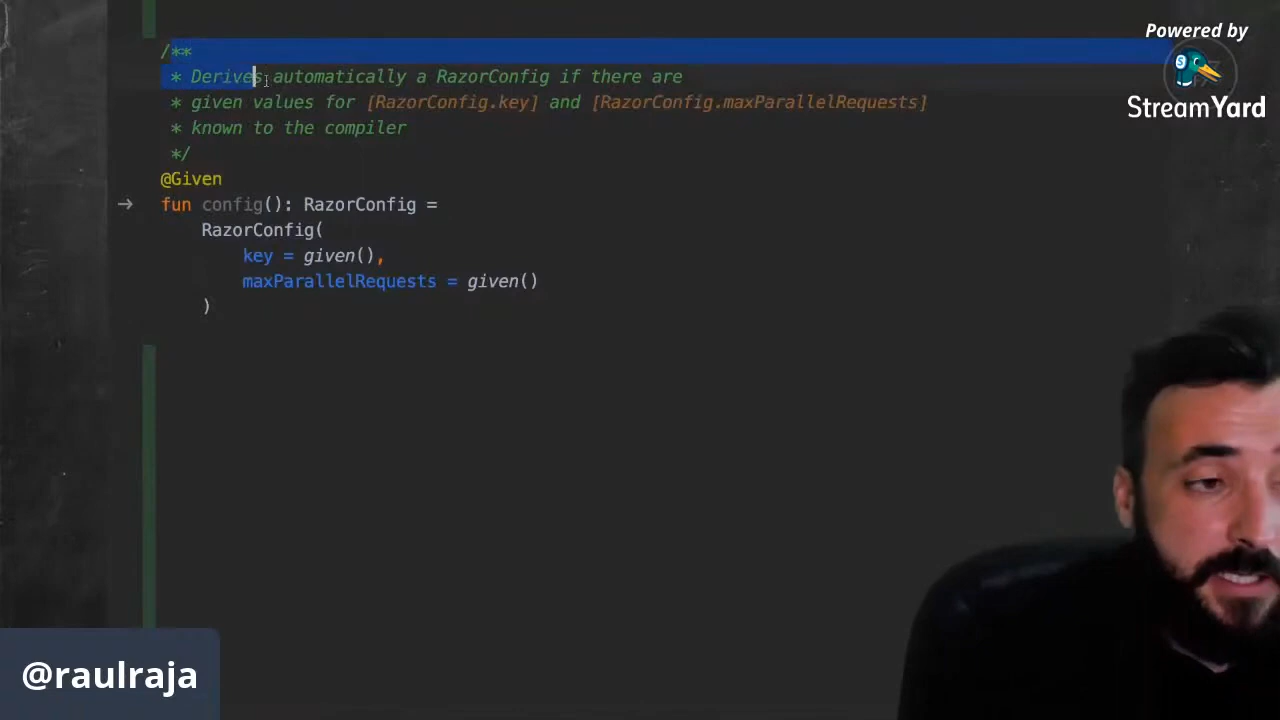 Powered by
StreamYard
/**
* Derives automatically a RazorConfig if there are
* given values for [RazorConfig.key] and [RazorConfig.maxParallelRequests]
* known to the compiler
*/
@Given
fun config(): RazorConfig =
RazorConfig(
key = given(),
maxParallelRequests = given()
)
@raulraja